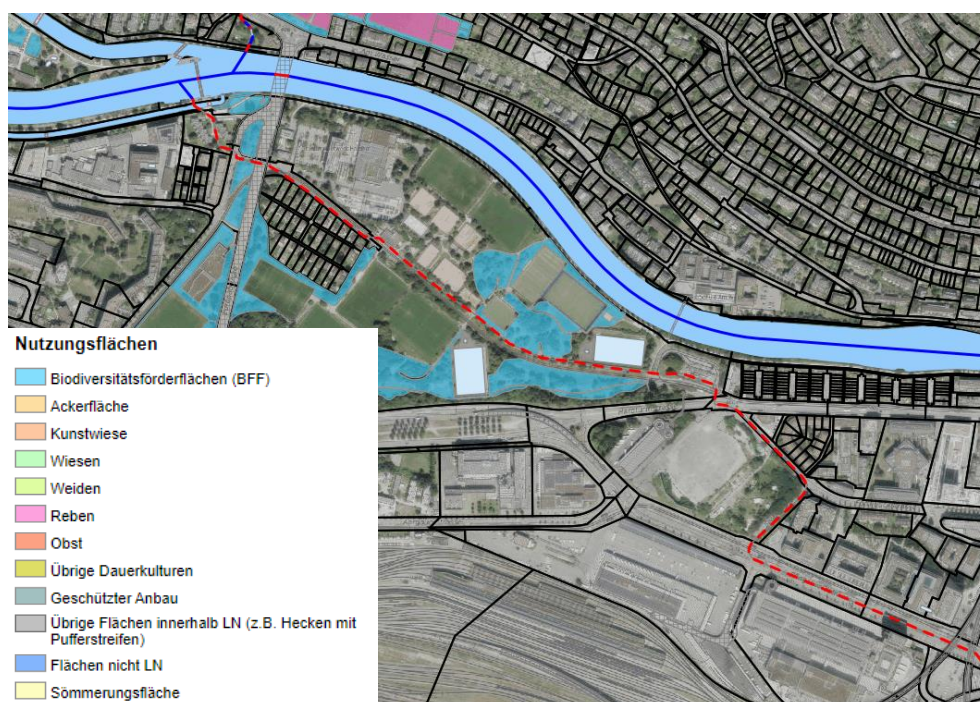 Nutzungsflächen
Biodiversitätsförderflächen (BFF)
Ackerfläche
Kunstwiese
Wiesen
Weiden
Reben
Obst
Übrige Dauerkulturen
Geschützter Anbau
Übrige Flächen innerhalb LN (z.B. Hecken mit
Pufferstreifen)
Flächen nicht LN
Sömmerungsfläche